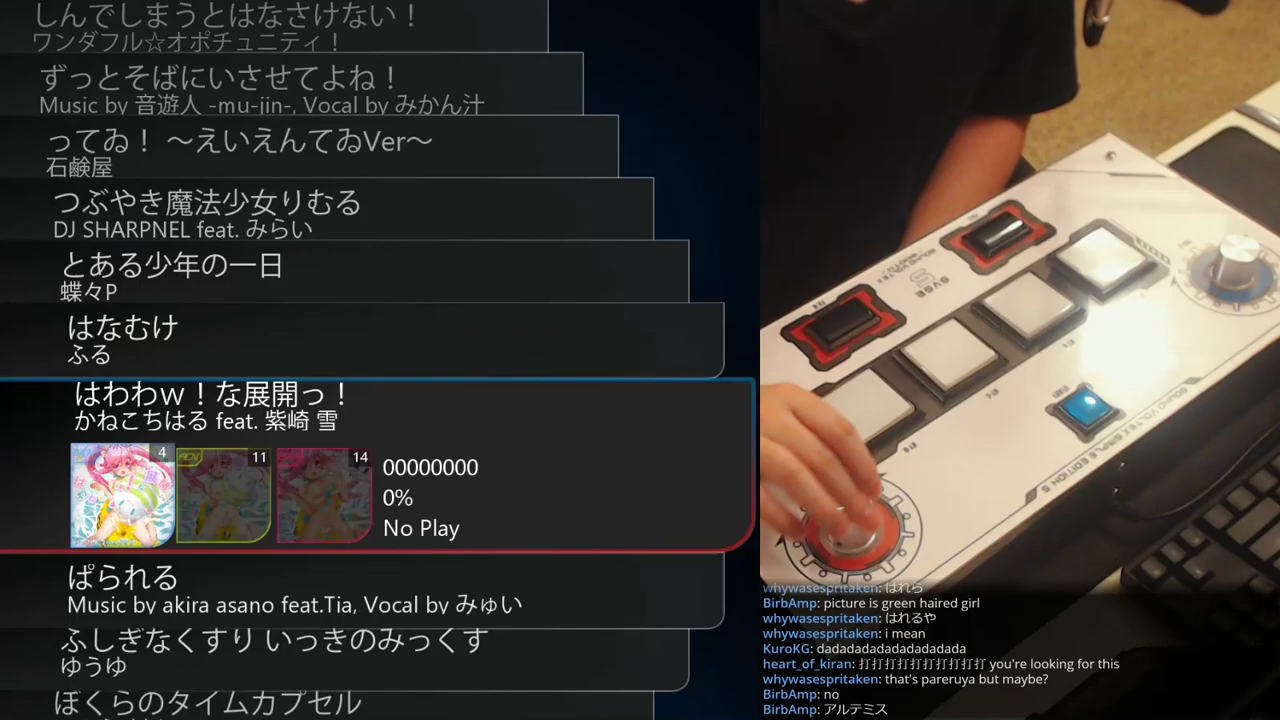 しんでしまうとはなさけない！
ワンダフル☆オポチュニティ！
ずっとそばにいさせてよね！
Music by 音遊人 -mu-jin-, Vocal by みかん汁
ってゐ！ ～えいえんてゐVer～
石鹸屋
つぶやき魔法少女りむる
DJ SHARPNEL feat. みらい
とある少年の一日
蝶々P
はなむけ
ふる
はわわｗ！な展開っ！
かねこちはる feat. 紫崎 雪
4
11
14
00000000
0%
No Play
ぱられる
Music by akira asano feat.Tia, Vocal by みゅい
ふしぎなくすり いっきのみっくす
ゆうゆ
ぼくらのタイムカプセル
SVSE
SOUND VOLTEX SIMPLE EDITION S
whywasespritaken: はれら
BirbAmp: picture is green haired girl
whywasespritaken: はれるや
whywasespritaken: i mean
KuroKG: dadadadadadadadadada
heart_of_kiran: 打打打打打打打打打打 you're looking for this
whywasespritaken: that's pareruya but maybe?
BirbAmp: no
BirbAmp: アルテミス